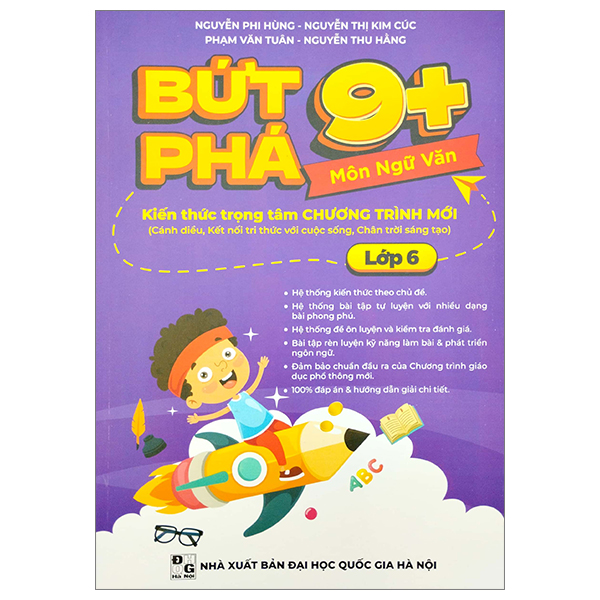 NGUYỄN PHI HÙNG - NGUYỄN THỊ KIM CÚC
PHẠM VĂN TUÂN - NGUYỄN THU HẰNG
BỨT
PHÁ
9+
Môn Ngữ Văn
Kiến thức trọng tâm CHƯƠNG TRÌNH MỚI
(Cánh diều, Kết nối tri thức với cuộc sống, Chân trời sáng tạo)
Lớp 6
• Hệ thống kiến thức theo chủ đề.
• Hệ thống bài tập tự luyện với nhiều dạng
bài phong phú.
• Hệ thống đề ôn luyện và kiểm tra đánh giá.
• Bài tập rèn luyện kỹ năng làm bài & phát triển
ngôn ngữ.
• Đảm bảo chuẩn đầu ra của Chương trình giáo
dục phổ thông mới.
• 100% đáp án & hướng dẫn giải chi tiết.
ABC
ĐH
QG
Hà Nội
NHÀ XUẤT BẢN ĐẠI HỌC QUỐC GIA HÀ NỘI